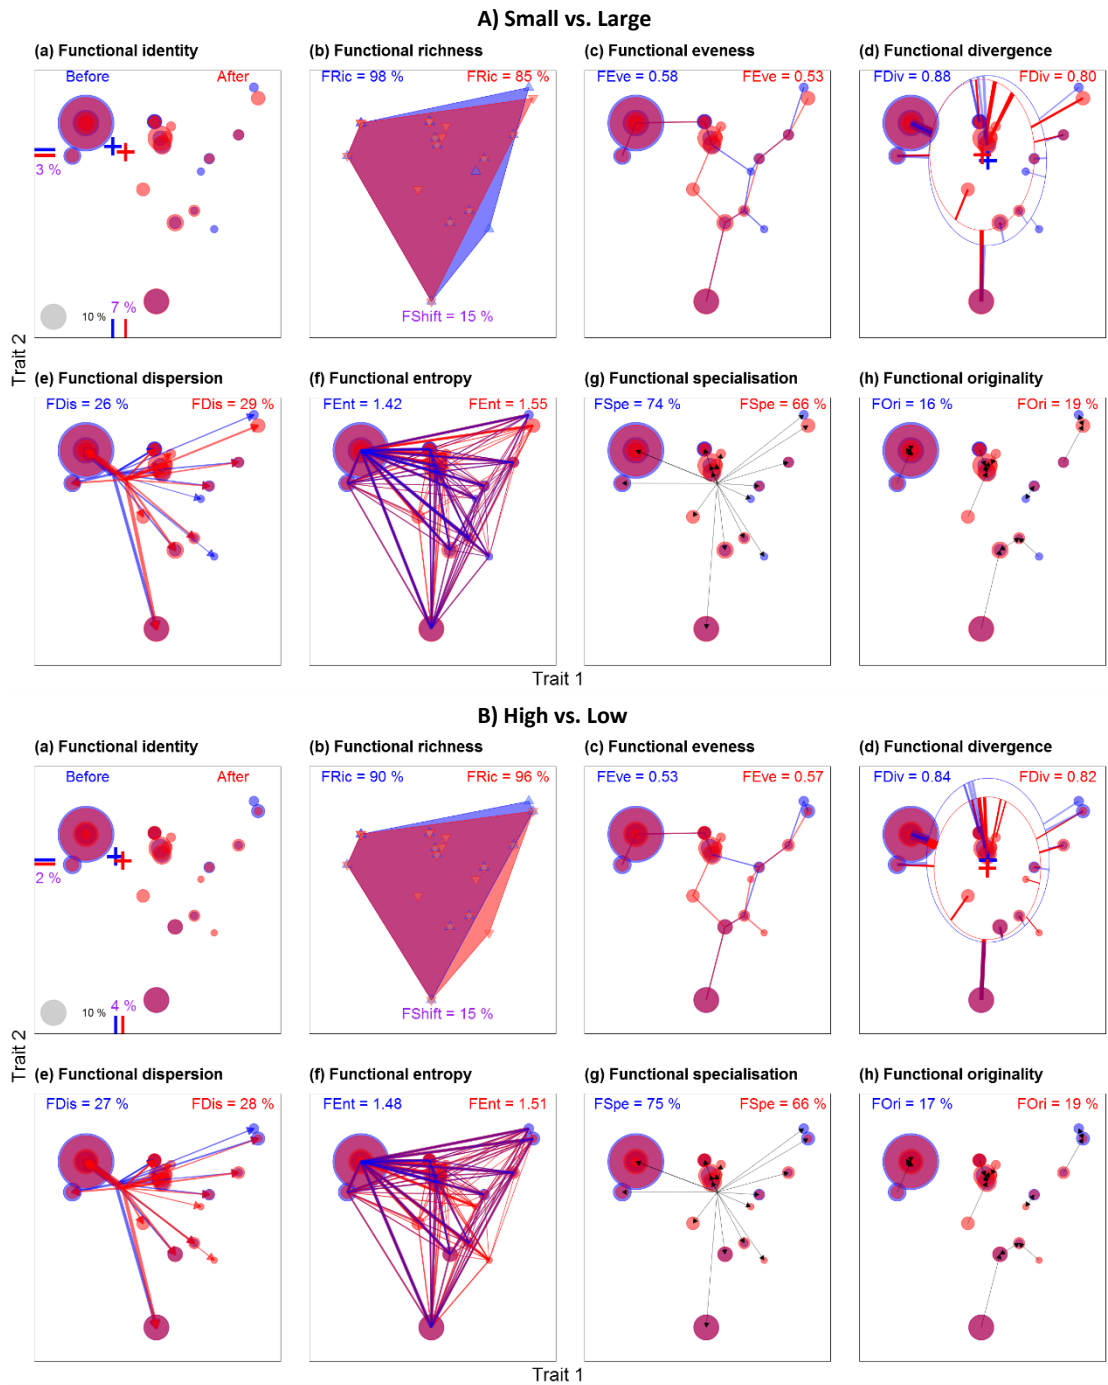 A) Small vs. Large
(a) Functional identity
(b) Functional richness
(c) Functional eveness
(d) Functional divergence
Before After
FRic = 98 % FRic = 85 %
FEve = 0.58 FEve = 0.53
FDiv = 0.88 FDiv = 0.80
3 %
10 % 7 %
FShift = 15 %
Trait 2
(e) Functional dispersion
(f) Functional entropy
(g) Functional specialisation
(h) Functional originality
FDis = 26 % FDis = 29 %
FEnt = 1.42 FEnt = 1.55
FSpe = 74 % FSpe = 66 %
FOri = 16 % FOri = 19 %
Trait 1
B) High vs. Low
(a) Functional identity
(b) Functional richness
(c) Functional eveness
(d) Functional divergence
Before After
FRic = 90 % FRic = 96 %
FEve = 0.53 FEve = 0.57
FDiv = 0.84 FDiv = 0.82
2 %
10 % 4 %
FShift = 15 %
Trait 2
(e) Functional dispersion
(f) Functional entropy
(g) Functional specialisation
(h) Functional originality
FDis = 27 % FDis = 28 %
FEnt = 1.48 FEnt = 1.51
FSpe = 75 % FSpe = 66 %
FOri = 17 % FOri = 19 %
Trait 1